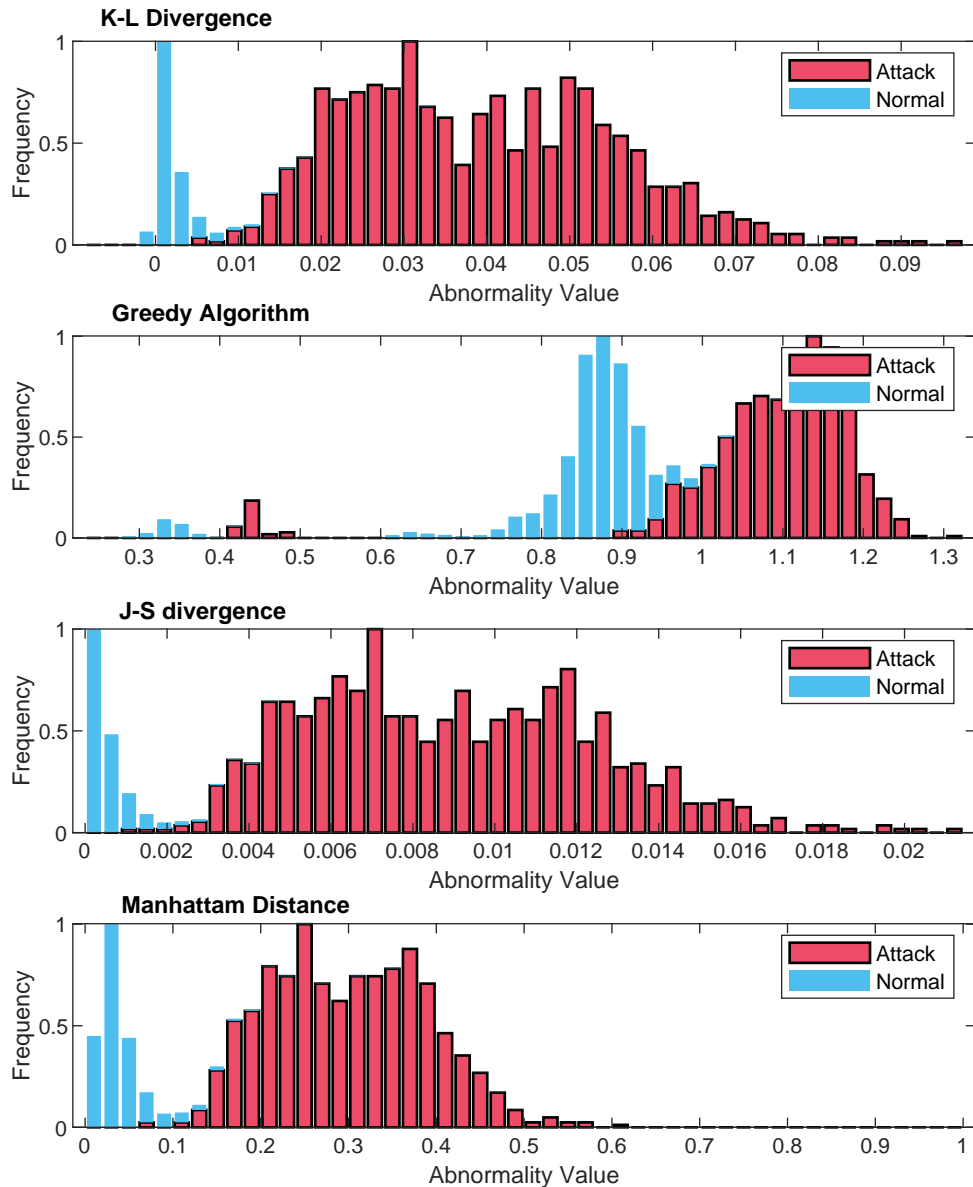 K-L Divergence
1
0.5
0
Frequency
Attack
Normal
0 0.01 0.02 0.03 0.04 0.05 0.06 0.07 0.08 0.09
Abnormality Value
Greedy Algorithm
1
0.5
0
Frequency
Attack
Normal
0.3 0.4 0.5 0.6 0.7 0.8 0.9 1 1.1 1.2 1.3
Abnormality Value
J-S divergence
1
0.5
0
Frequency
Attack
Normal
0 0.002 0.004 0.006 0.008 0.01 0.012 0.014 0.016 0.018 0.02
Abnormality Value
Manhattam Distance
1
0.5
0
Frequency
Attack
Normal
0 0.1 0.2 0.3 0.4 0.5 0.6 0.7 0.8 0.9 1
Abnormality Value